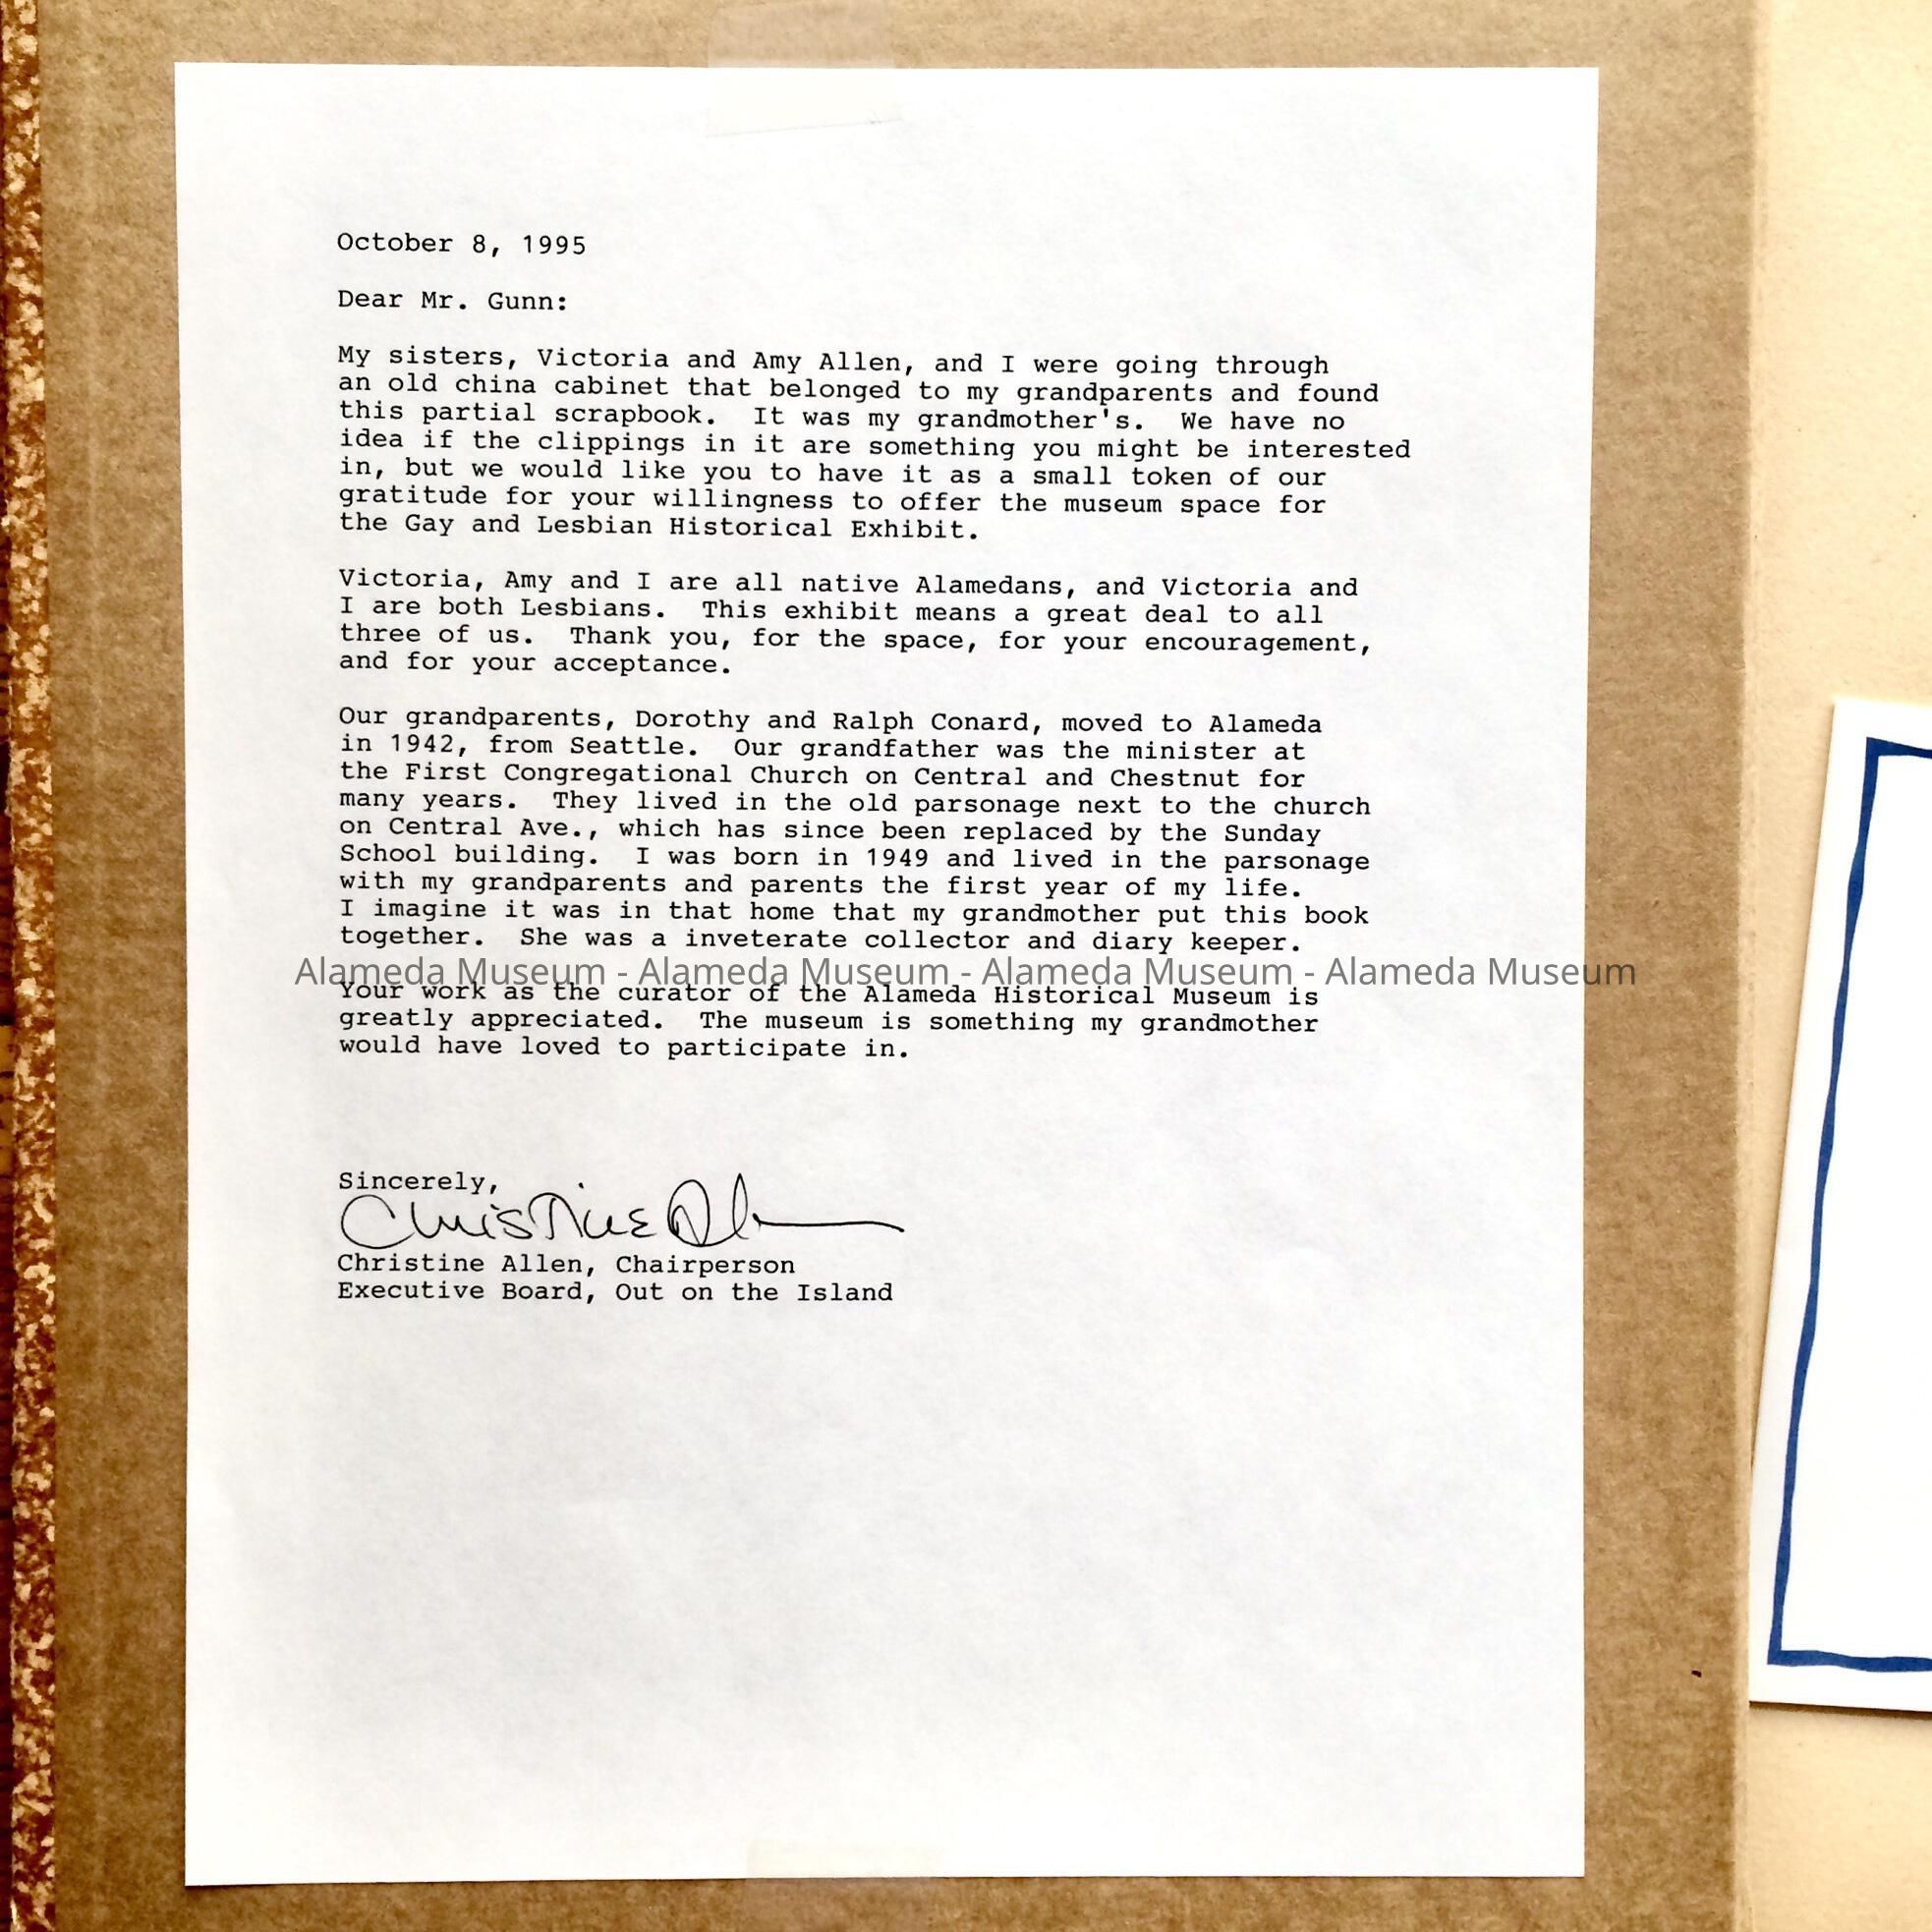 October 8, 1995
Dear Mr. Gunn:
My sisters, Victoria and Amy Allen, and I were going through
an old china cabinet that belonged to my grandparents and found
this partial scrapbook.  It was my grandmother's.  We have no
idea if the clippings in it are something you might be interested
in, but we would like you to have it as a small token of our
gratitude for your willingness to offer the museum space for
the Gay and Lesbian Historical Exhibit.
Victoria, Amy and I are all native Alamedans, and Victoria and
I are both Lesbians.  This exhibit means a great deal to all
three of us.  Thank you, for the space, for your encouragement,
and for your acceptance.
Our grandparents, Dorothy and Ralph Conard, moved to Alameda
in 1942, from Seattle.  Our grandfather was the minister at
the First Congregational Church on Central and Chestnut for
many years.  They lived in the old parsonage next to the church
on Central Ave., which has since been replaced by the Sunday
School building.  I was born in 1949 and lived in the parsonage
with my grandparents and parents the first year of my life.
I imagine it was in that home that my grandmother put this book
together.  She was a inveterate collector and diary keeper.
Alameda Museum - Alameda Museum - Alameda Museum - Alameda Museum
Your work as the curator of the Alameda Historical Museum is
greatly appreciated.  The museum is something my grandmother
would have loved to participate in.
Sincerely,
Christine Allen
Christine Allen, Chairperson
Executive Board, Out on the Island